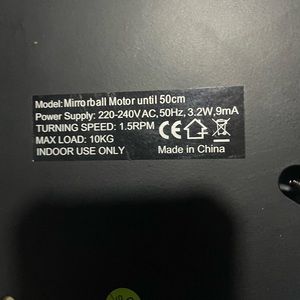 Model: Mirrorball Motor until 50cm
Power Supply: 220-240VAC, 50Hz, 3.2W, 9mA
TURNING SPEED: 1.5RPM
MAX LOAD: 10KG
INDOOR USE ONLY
CE
Made in China